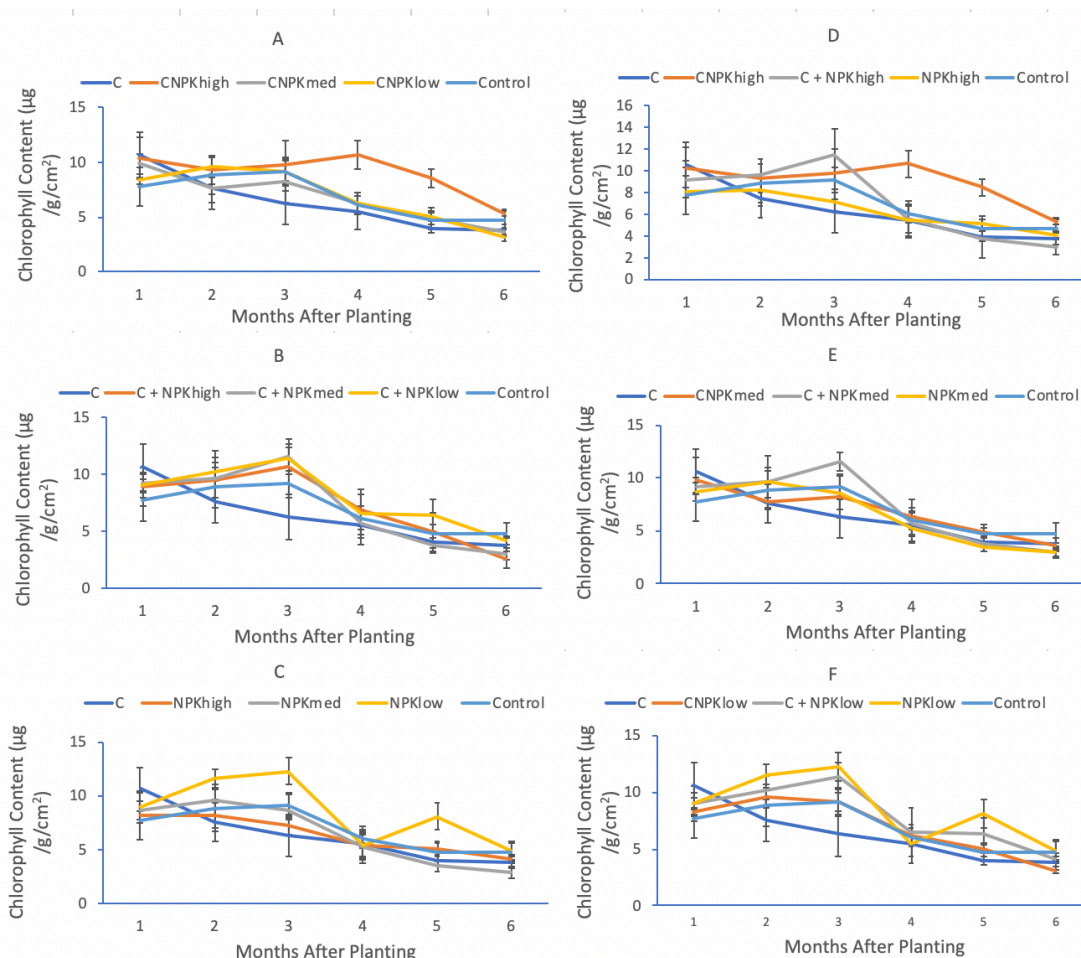 A
C CNPKhigh CNPKmed CNPKlow Control
Chlorophyll Content (µg
/g/cm²)
15
10
5
0
1 2 3 4 5 6
Months After Planting
B
C C + NPKhigh C + NPKmed C + NPKlow Control
Chlorophyll Content (µg
/g/cm²)
15
10
5
0
1 2 3 4 5 6
Months After Planting
C
C NPKhigh NPKmed NPKlow Control
Chlorophyll Content (µg
/g/cm²)
15
10
5
0
1 2 3 4 5 6
Months After Planting
D
C CNPKhigh C + NPKhigh NPKhigh Control
Chlorophyll Content (µg
/g/cm²)
16
14
12
10
8
6
4
2
0
1 2 3 4 5 6
Months After Planting
E
C CNPKmed C + NPKmed NPKmed Control
Chlorophyll Content (µg
/g/cm²)
15
10
5
0
1 2 3 4 5 6
Months After Planting
F
C CNPKlow C + NPKlow NPKlow Control
Chlorophyll Content (µg
/g/cm²)
15
10
5
0
1 2 3 4 5 6
Months After Planting